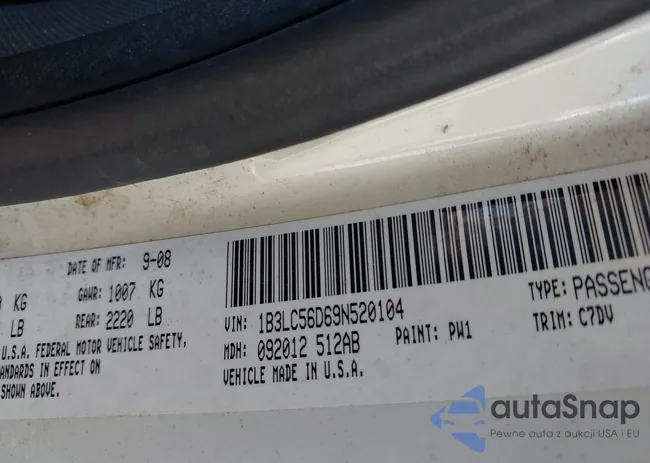 DATE OF MFR: 9-08
KG GAWR: 1007 KG
LB REAR: 2220 LB
U.S.A. FEDERAL MOTOR VEHICLE SAFETY,
IN EFFECT ON
SHOWN ABOVE.
VIN: 1B3LC56D69N520104
MDH: 092012 512AB
VEHICLE MADE IN U.S.A.
PAINT: PW1
TYPE: PASSENG
TRIM: C7DV
autaSnap
Pewne auta z aukcji USA i EU